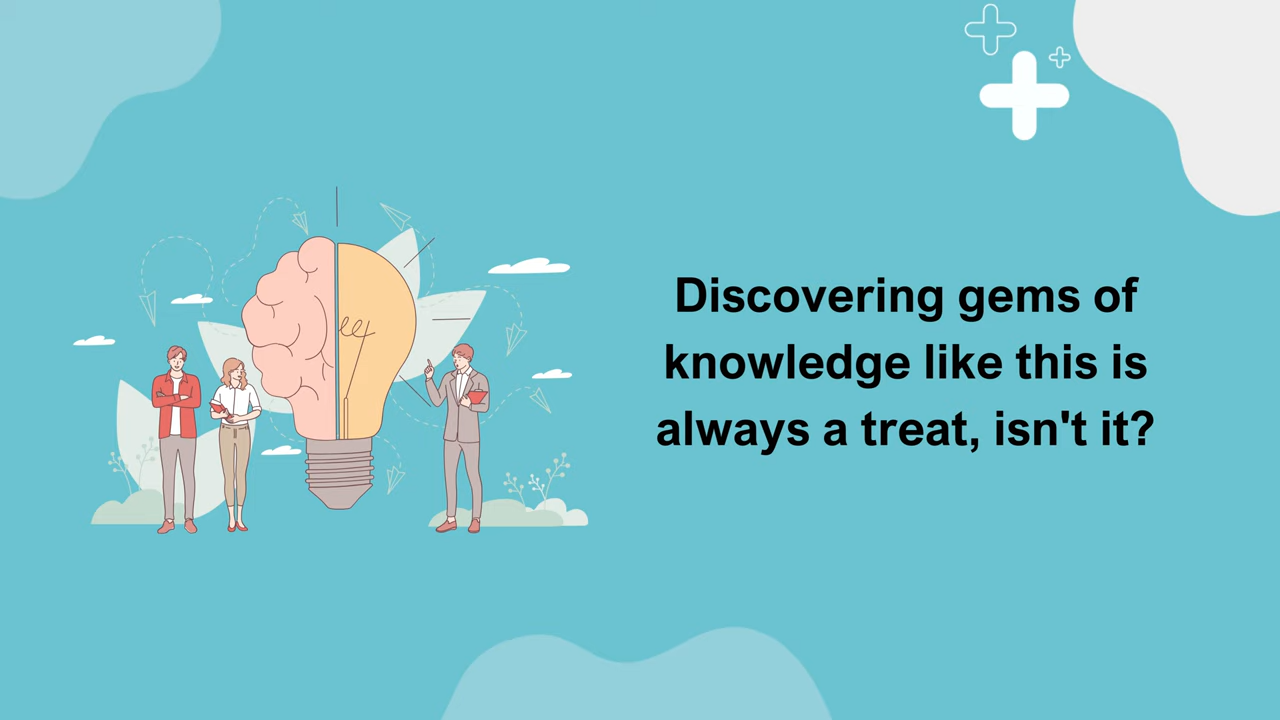 Discovering gems of
knowledge like this is
always a treat, isn't it?